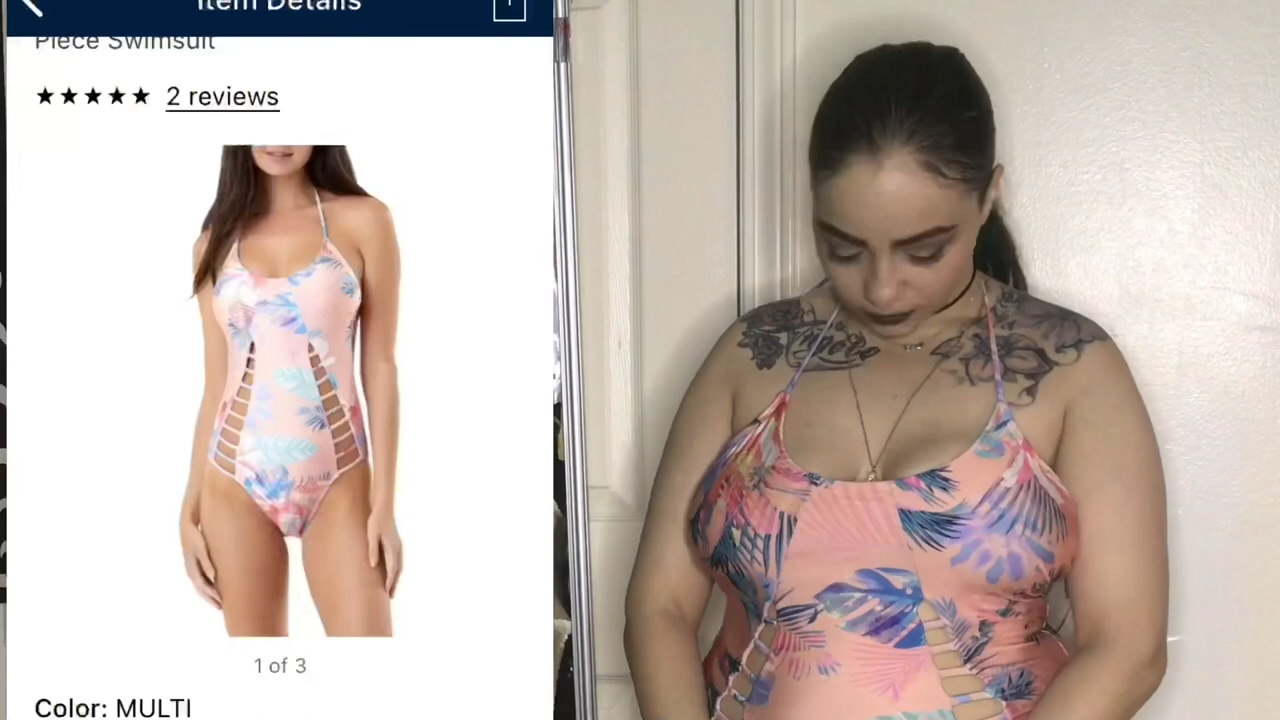 Item Details
Piece Swimsuit
★★★★★ 2 reviews
1 of 3
Color: MULTI